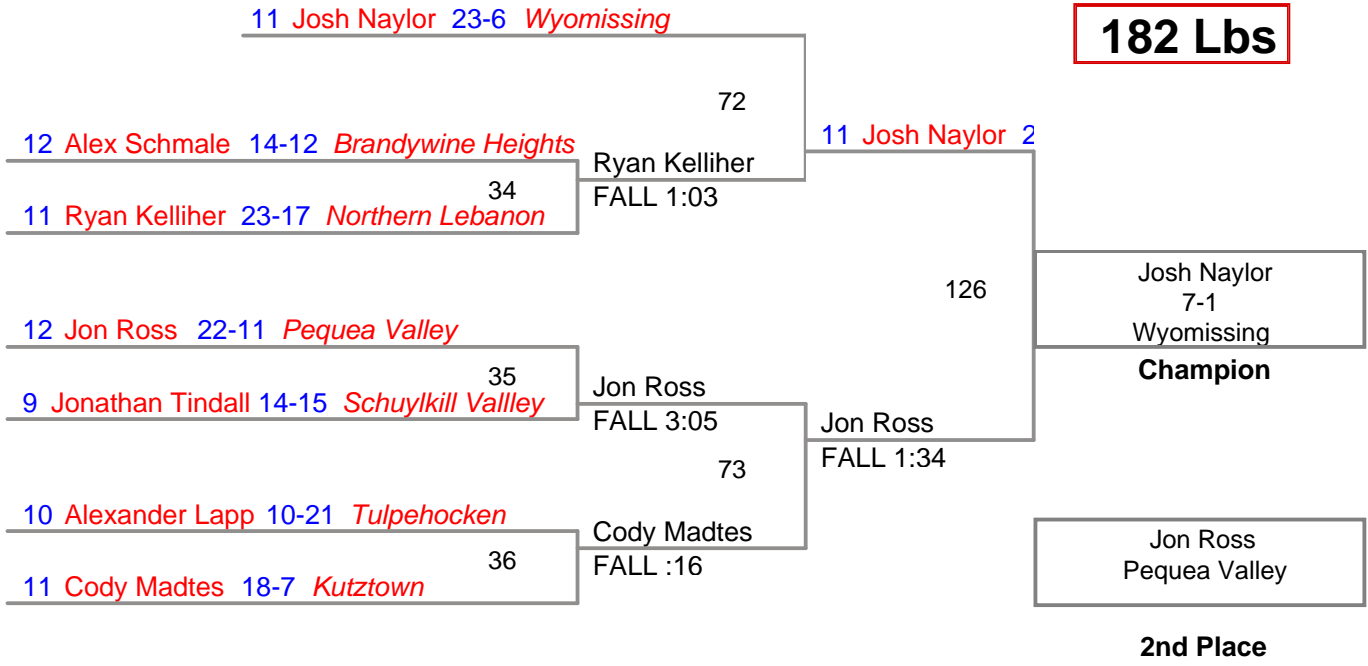 11 Josh Naylor 23-6 Wyomissing
182 Lbs
72
12 Alex Schmale 14-12 Brandywine Heights
11 Josh Naylor 2
Ryan Kelliher
34
FALL 1:03
11 Ryan Kelliher 23-17 Northern Lebanon
Josh Naylor
126
7-1
12 Jon Ross 22-11 Pequea Valley
Wyomissing
Champion
35
Jon Ross
9 Jonathan Tindall 14-15 Schuylkill Vallley
FALL 3:05
Jon Ross
FALL 1:34
73
10 Alexander Lapp 10-21 Tulpehocken
Cody Madtes
Jon Ross
36
FALL :16
Pequea Valley
11 Cody Madtes 18-7 Kutztown
2nd Place